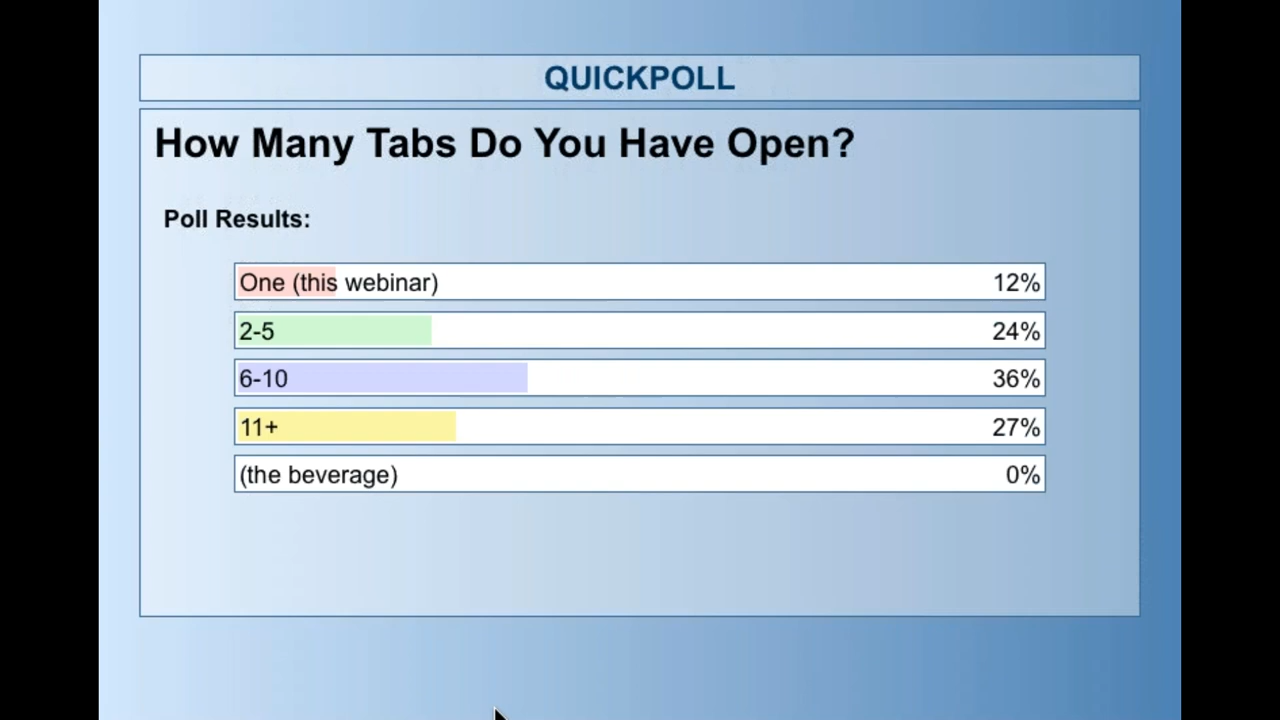 QUICKPOLL
How Many Tabs Do You Have Open?
Poll Results:
One (this webinar) 12%
2-5 24%
6-10 36%
11+ 27%
(the beverage) 0%